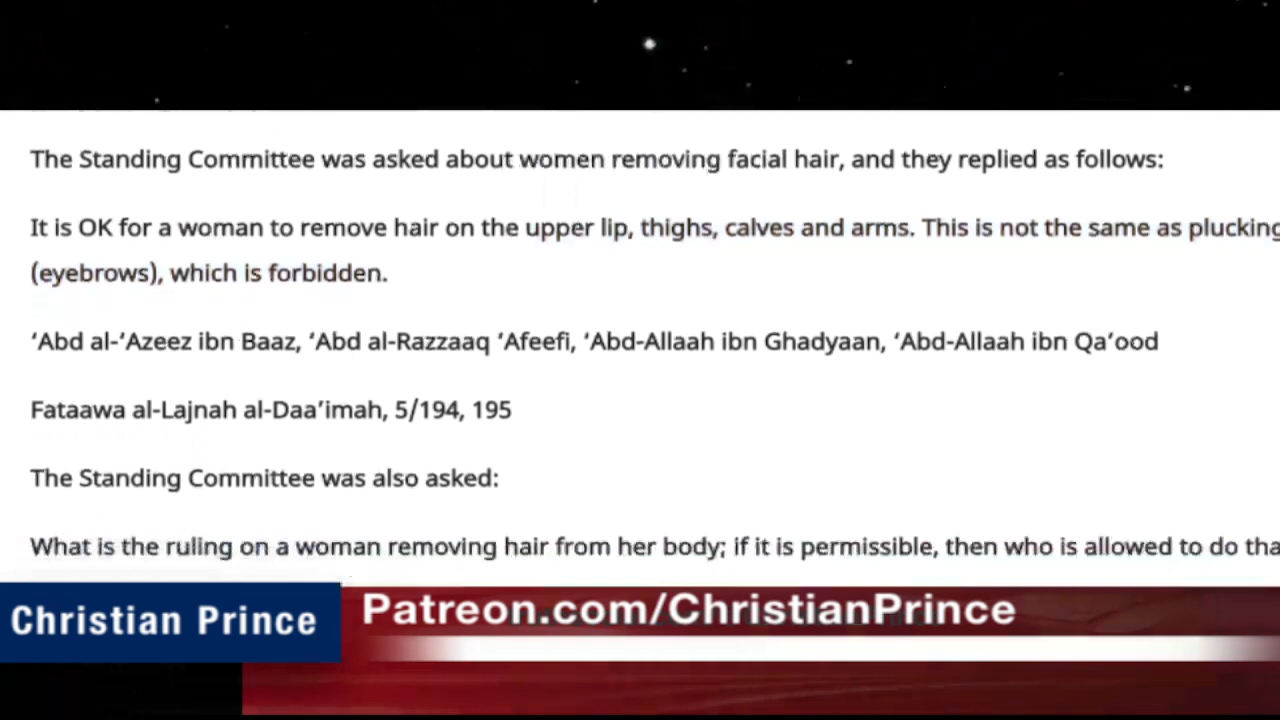 The Standing Committee was asked about women removing facial hair, and they replied as follows:
It is OK for a woman to remove hair on the upper lip, thighs, calves and arms. This is not the same as plucking
(eyebrows), which is forbidden.
‘Abd al-‘Azeez ibn Baaz, ‘Abd al-Razzaaq ‘Afeefi, ‘Abd-Allaah ibn Ghadyaan, ‘Abd-Allaah ibn Qa’ood
Fataawa al-Lajnah al-Daa’imah, 5/194, 195
The Standing Committee was also asked:
What is the ruling on a woman removing hair from her body; if it is permissible, then who is allowed to do tha
Christian Prince
Patreon.com/ChristianPrince